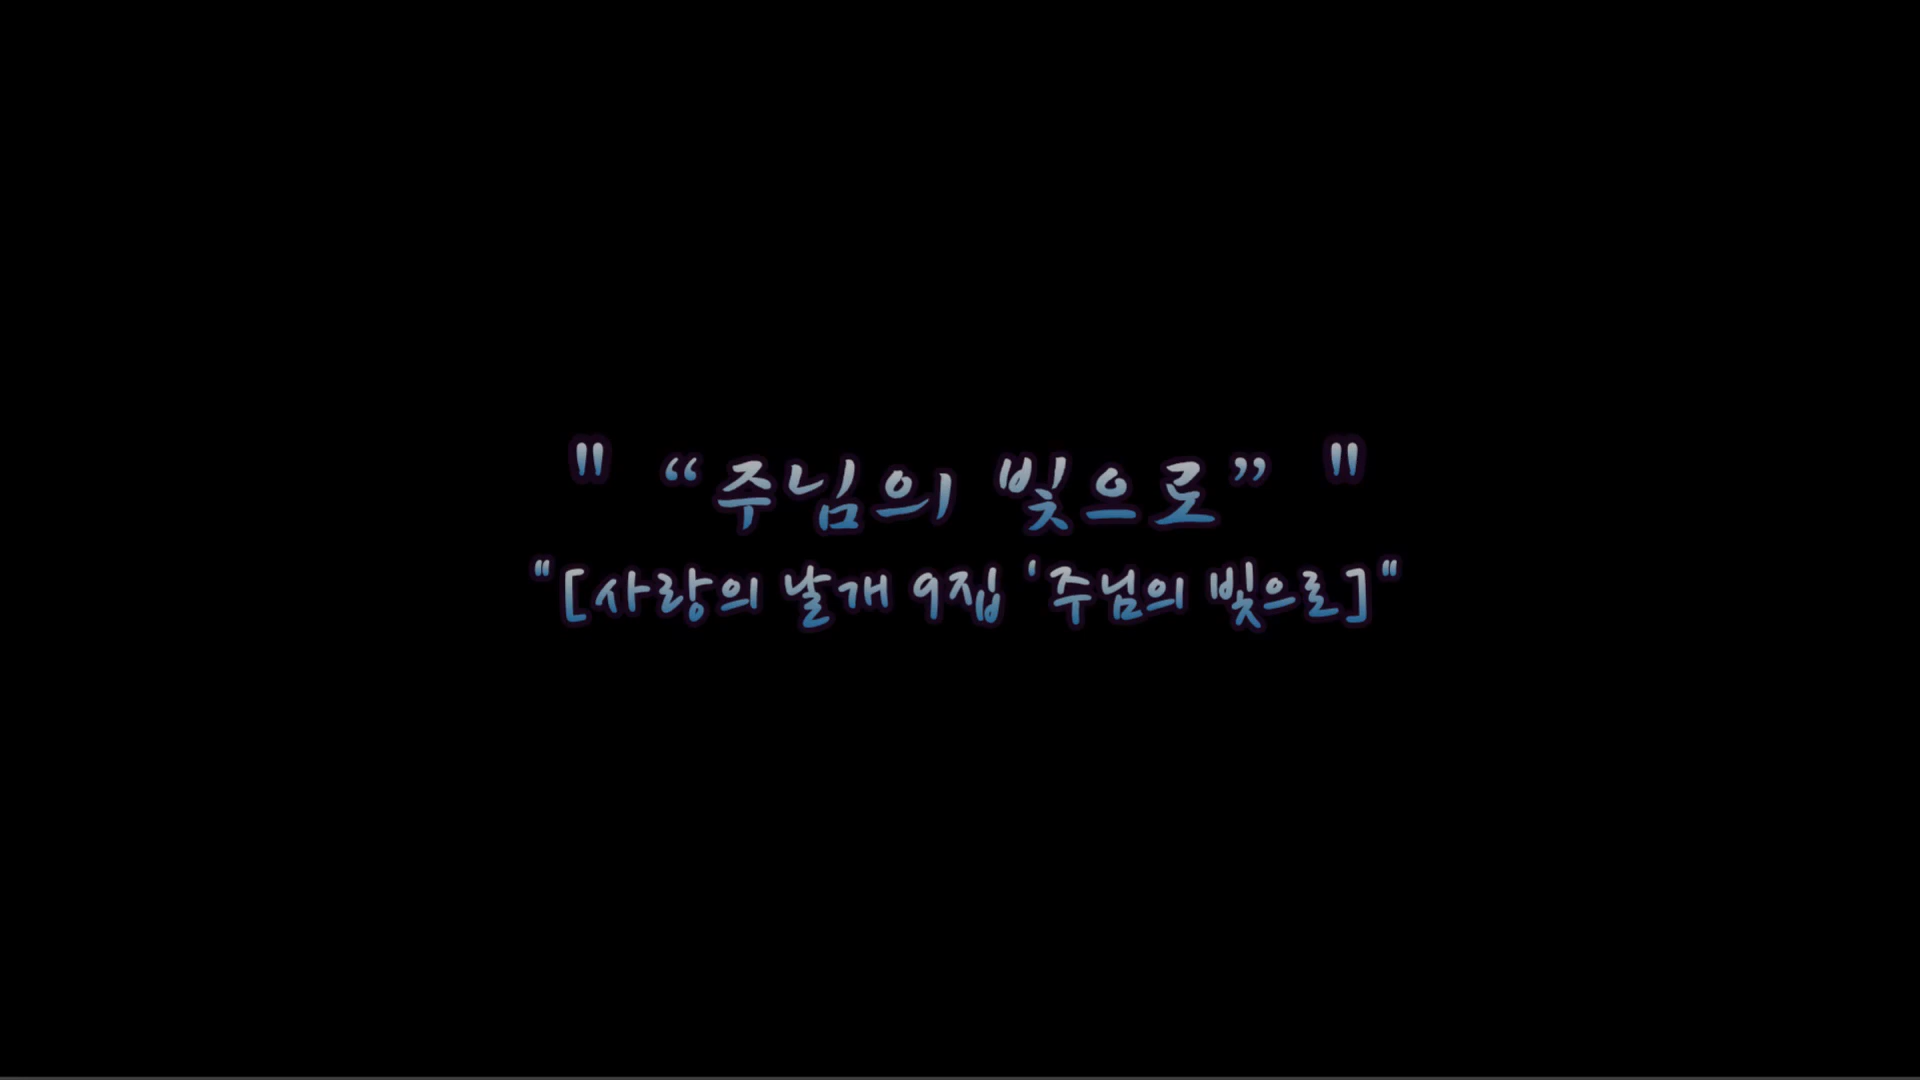 " “주님의 빛으로” "
"[사랑의 날개 9집 '주님의 빛으로]"